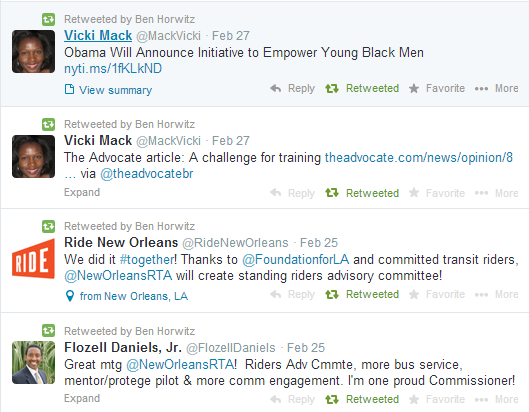 Retweeted by Ben Horwitz
Vicki Mack @MackVicki · Feb 27
Obama Will Announce Initiative to Empower Young Black Men
nyti.ms/1fKLkND
View summary Reply Retweeted Favorite More
Retweeted by Ben Horwitz
Vicki Mack @MackVicki · Feb 27
The Advocate article: A challenge for training theadvocate.com/news/opinion/8
... via @theadvocatebr
Expand Reply Retweeted Favorite More
Retweeted by Ben Horwitz
RIDE
Ride New Orleans @RideNewOrleans · Feb 25
We did it #together! Thanks to @FoundationforLA and committed transit riders,
@NewOrleansRTA will create standing riders advisory committee!
from New Orleans, LA Reply Retweeted Favorite More
Retweeted by Ben Horwitz
Flozell Daniels, Jr. @FlozellDaniels · Feb 25
Great mtg @NewOrleansRTA! Riders Adv Cmmte, more bus service,
mentor/protege pilot & more comm engagement. I'm one proud Commissioner!
Expand Reply Retweeted Favorite More